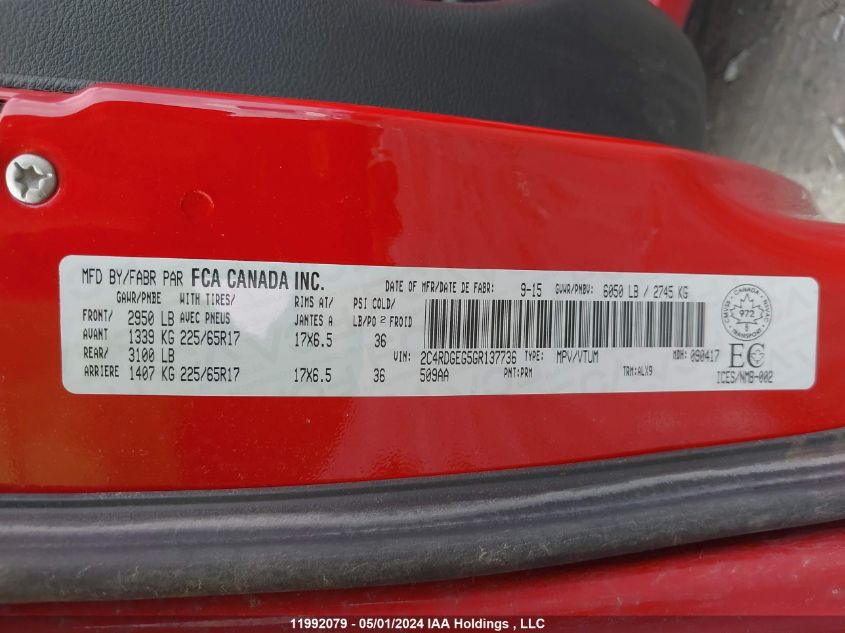 MFD BY/FABR PAR FCA CANADA INC. DATE OF MFR/DATE DE FABR: 9-15 GVWR/PNBV: 6050 LB / 2745 KG
GAWR/PNBE WITH TIRES/ RIMS AT/ PSI COLD/
FRONT/ 2950 LB AVEC PNEUS JANTES A LB/PO 2 FROID
AVANT 1339 KG 225/65R17 17X6.5 36
REAR/ 3100 LB VIN: 2C4RDGEG5GR137736 TYPE: MPV/VTUM MDH: 090417
ARRIERE 1407 KG 225/65R17 17X6.5 36 509AA PNT:PRM TRM:ALX9
CANADA
972
TRANSPORT
EC
ICES/NMB-002
11992079 - 05/01/2024 IAA Holdings , LLC